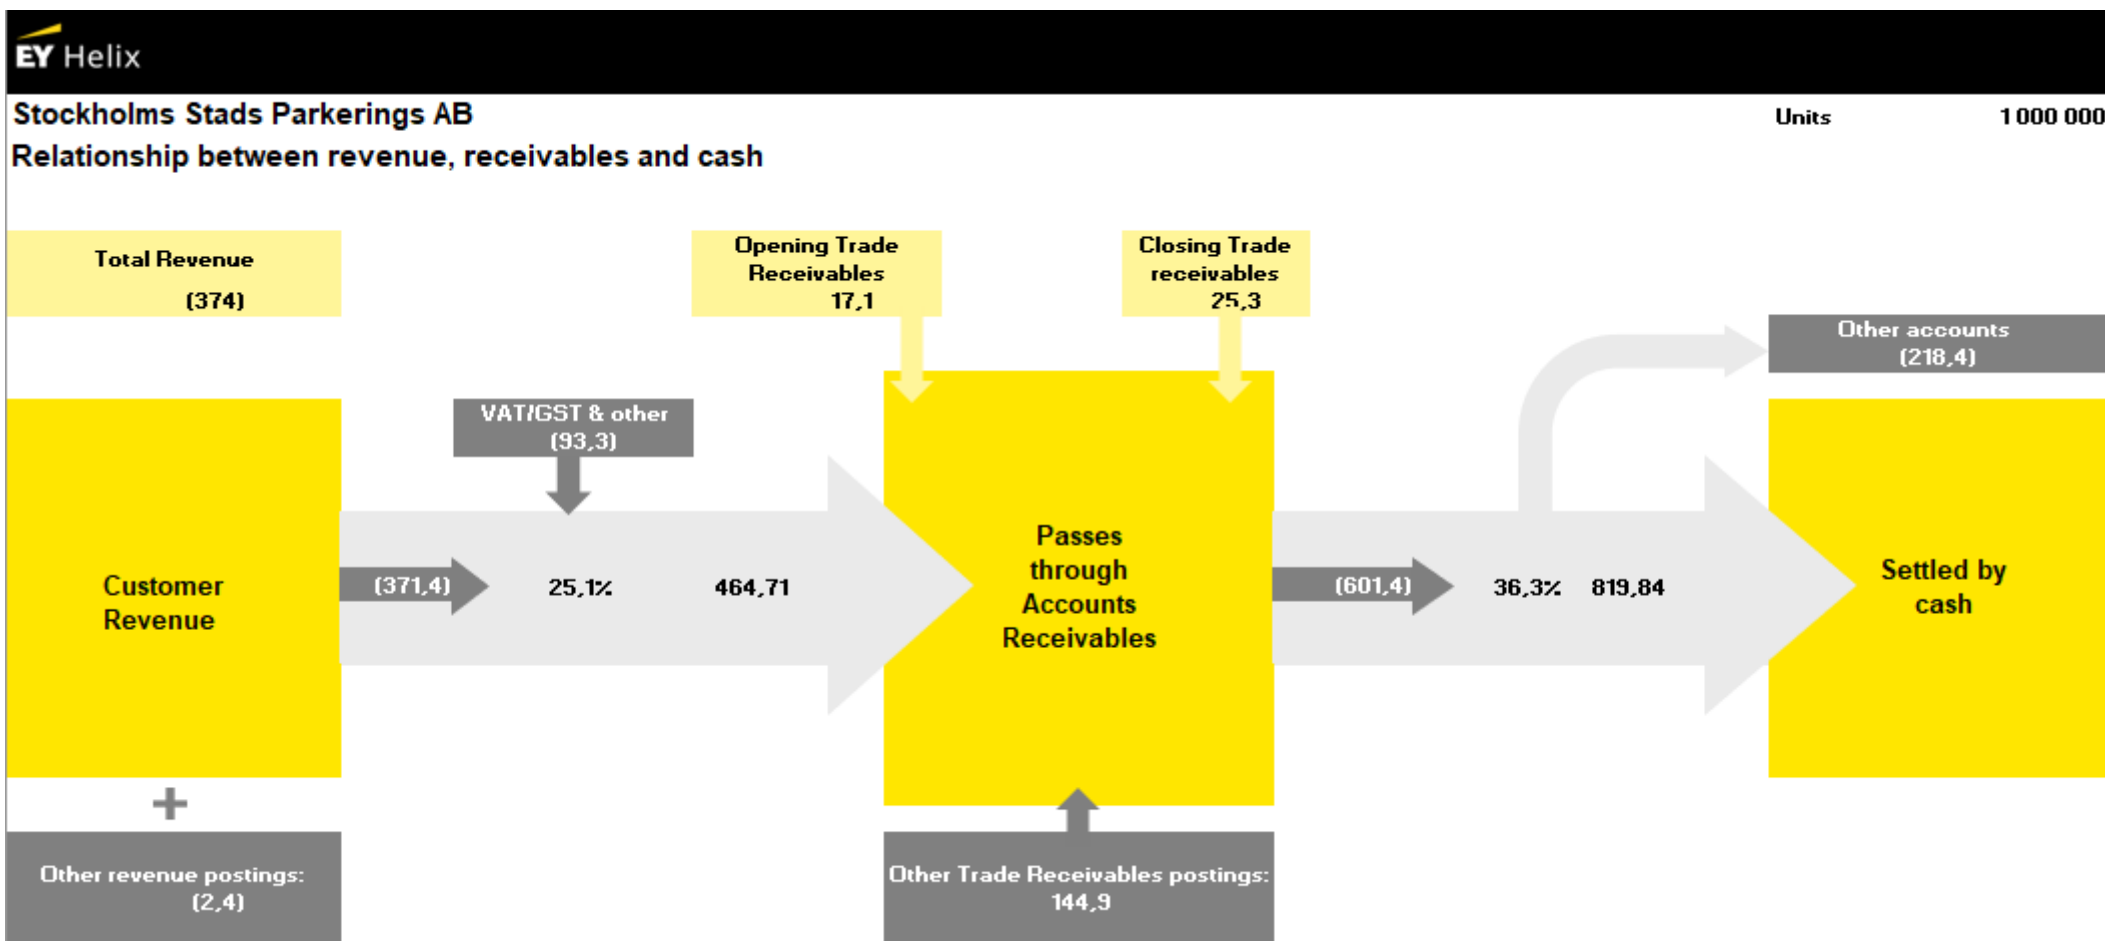 EY Helix
Stockholms Stads Parkerings AB
Units 1 000 000
Relationship between revenue, receivables and cash
Total Revenue
(374)
Opening Trade
Receivables
17,1
Closing Trade
receivables
25,3
Other accounts
(218,4)
VAT/GST & other
(93,3)
Customer
Revenue
(371,4)
25,1%
464,71
Passes
through
Accounts
Receivables
(601,4)
36,3%
819,84
Settled by
cash
+
Other revenue postings:
(2,4)
Other Trade Receivables postings:
144,9